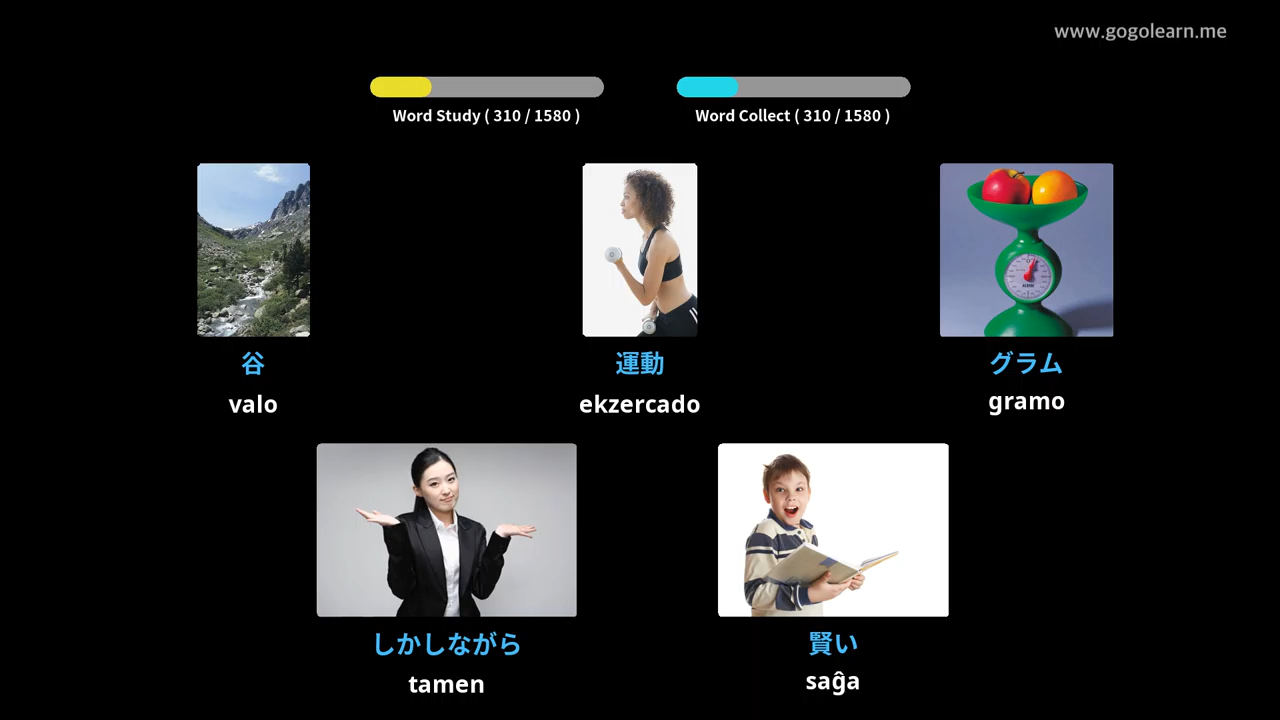 www.gogolearn.me
Word Study ( 310 / 1580 )
Word Collect ( 310 / 1580 )
谷
valo
運動
ekzercado
グラム
gramo
しかしながら
tamen
賢い
saĝa